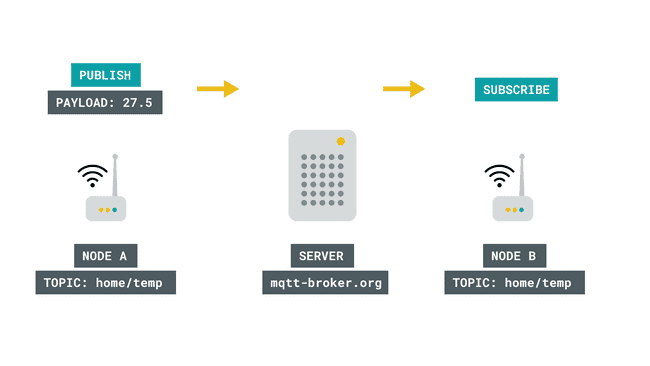 PUBLISH
PAYLOAD: 27.5
SUBSCRIBE
NODE A
TOPIC: home/temp
SERVER
mqtt-broker.org
NODE B
TOPIC: home/temp